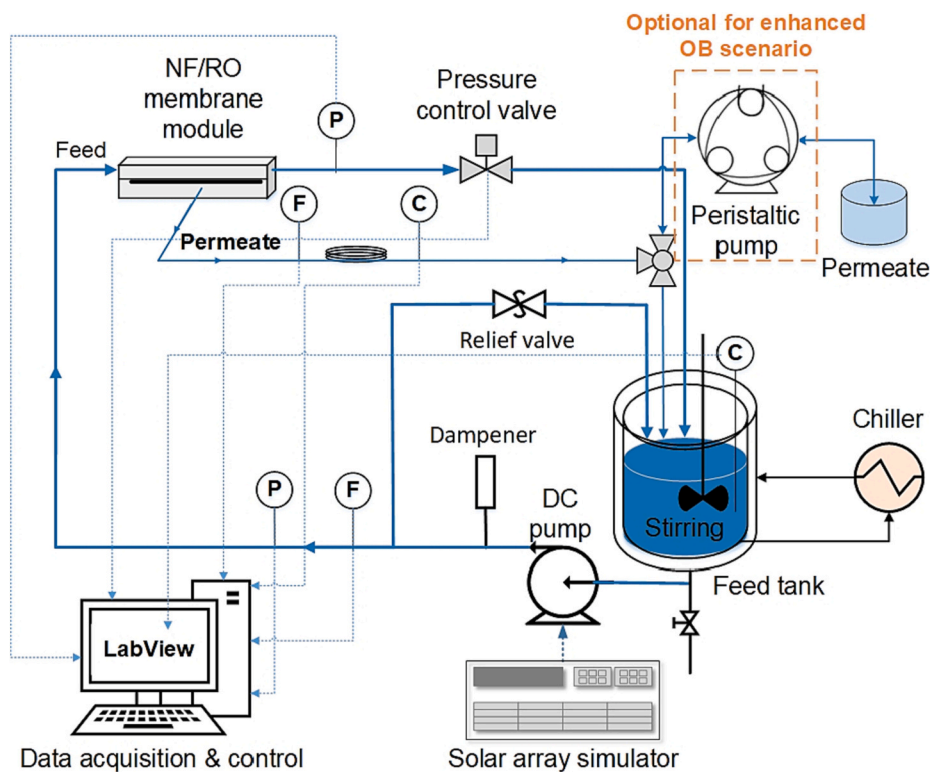 Optional for enhanced
OB scenario
NF/RO
membrane
module
Pressure
control valve
P
Feed
F
C
Permeate
Peristaltic
pump
Permeate
Relief valve
C
Chiller
Dampener
P
F
DC
pump
Stirring
Feed tank
LabView
Data acquisition & control
Solar array simulator